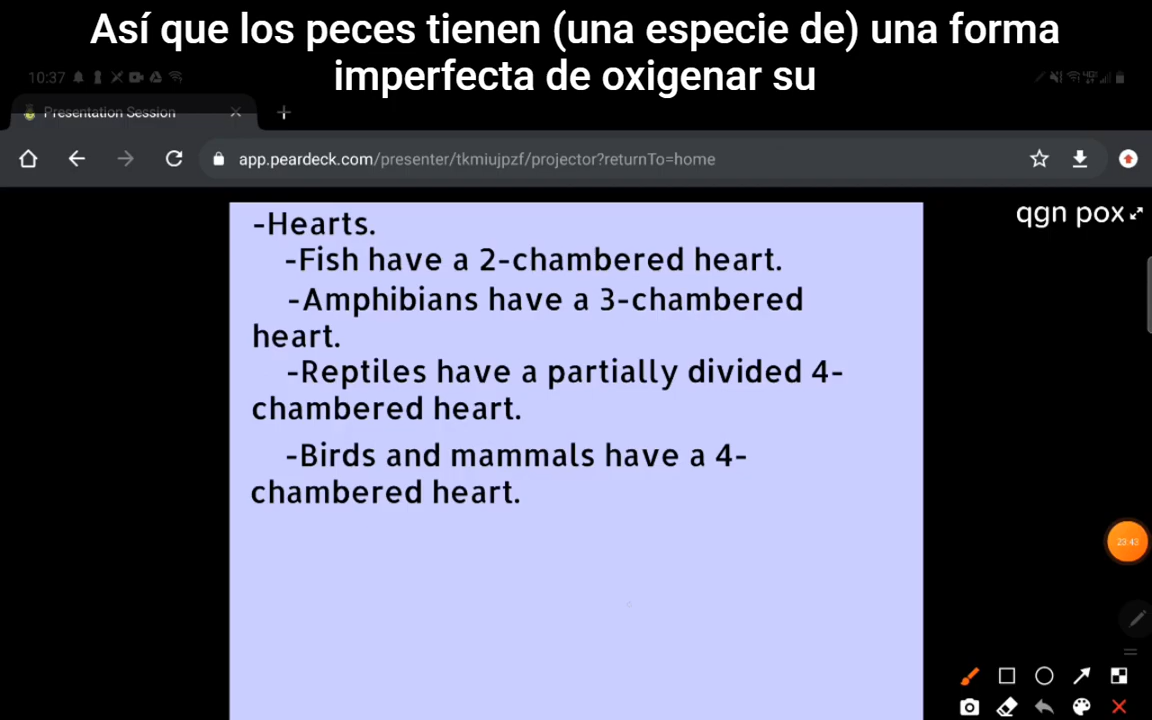 Así que los peces tienen (una especie de) una forma
imperfecta de oxigenar su
10:37
Presentation Session
app.peardeck.com/presenter/tkmiujpzf/projector?returnTo=home
qgn pox
-Hearts.
-Fish have a 2-chambered heart.
-Amphibians have a 3-chambered
heart.
-Reptiles have a partially divided 4-
chambered heart.
-Birds and mammals have a 4-
chambered heart.
23:43